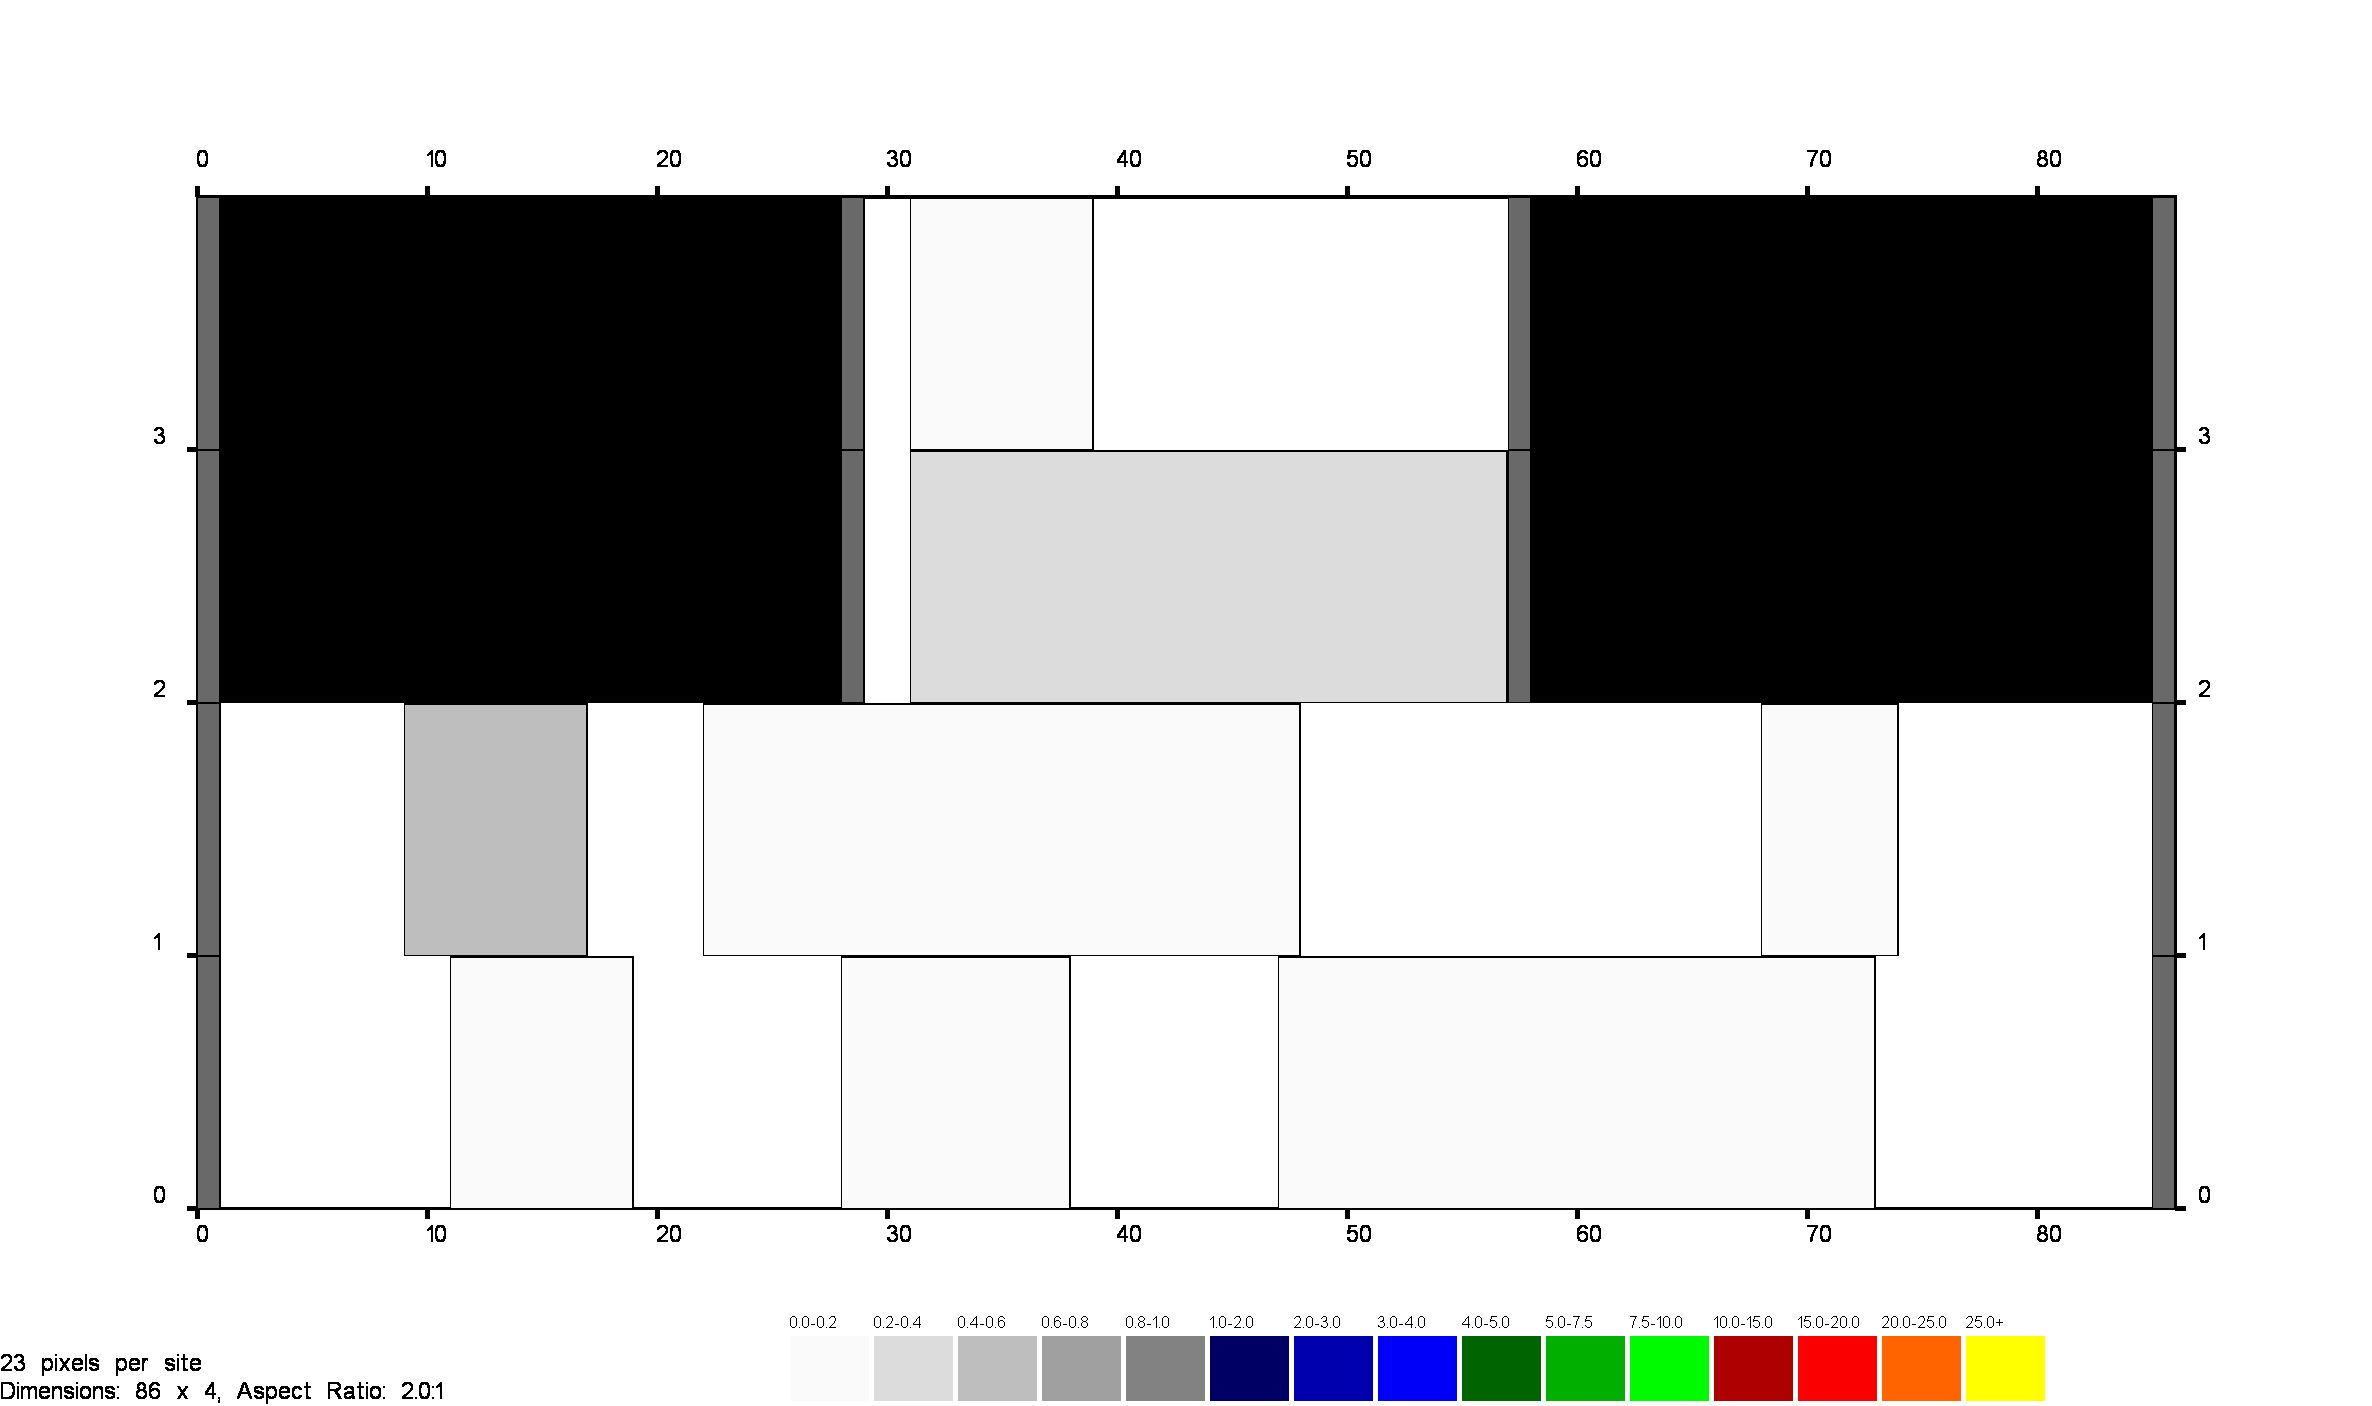 0 10 20 30 40 50 60 70 80
3 3
2 2
1 1
0 0
0 10 20 30 40 50 60 70 80
0.0-0.2 0.2-0.4 0.4-0.6 0.6-0.8 0.8-1.0 1.0-2.0 2.0-3.0 3.0-4.0 4.0-5.0 5.0-7.5 7.5-10.0 10.0-15.0 15.0-20.0 20.0-25.0 25.0+
23 pixels per site
Dimensions: 86 x 4, Aspect Ratio: 2.0:1